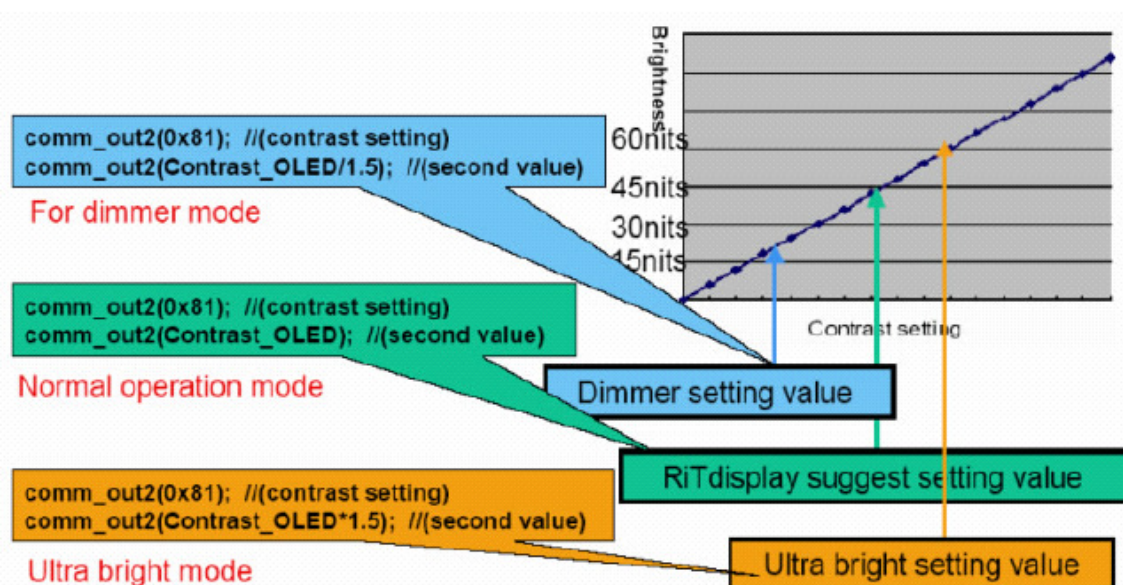 Brightness
60nits
45nits
30nits
15nits
Contrast setting
comm_out2(0x81); //(contrast setting)
comm_out2(Contrast_OLED/1.5); //(second value)
For dimmer mode
Dimmer setting value
comm_out2(0x81); //(contrast setting)
comm_out2(Contrast_OLED); //(second value)
Normal operation mode
RiTdisplay suggest setting value
comm_out2(0x81); //(contrast setting)
comm_out2(Contrast_OLED*1.5); //(second value)
Ultra bright mode
Ultra bright setting value